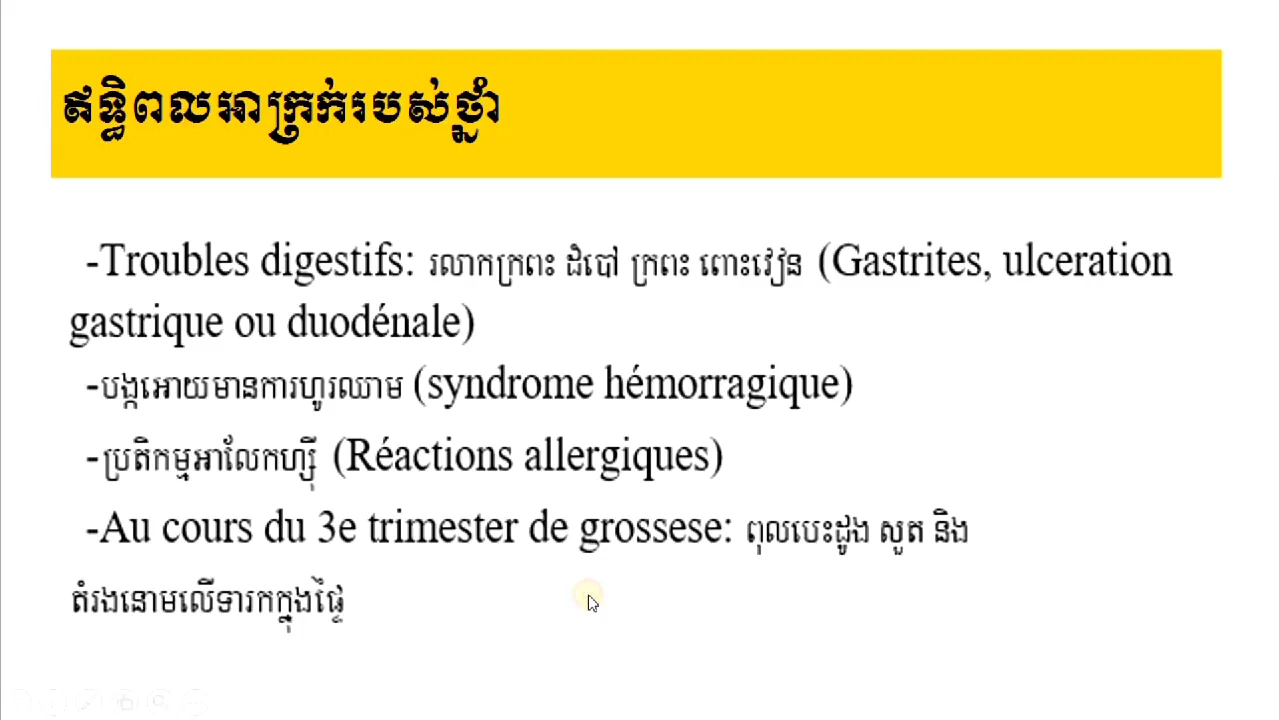 ឥទ្ធិពលអាក្រក់របស់ថ្នាំ
-Troubles digestifs: រលាកក្រពះ ដំបៅ ក្រពះ ពោះវៀន (Gastrites, ulceration
gastrique ou duodénale)
-បង្កអោយមានការហូរឈាម (syndrome hémorragique)
-ប្រតិកម្មអាលែកហ្ស៊ី (Réactions allergiques)
-Au cours du 3e trimester de grossese: ពុលបេះដូង សួត និង
តំរងនោមលើទារកក្នុងផ្ទៃ